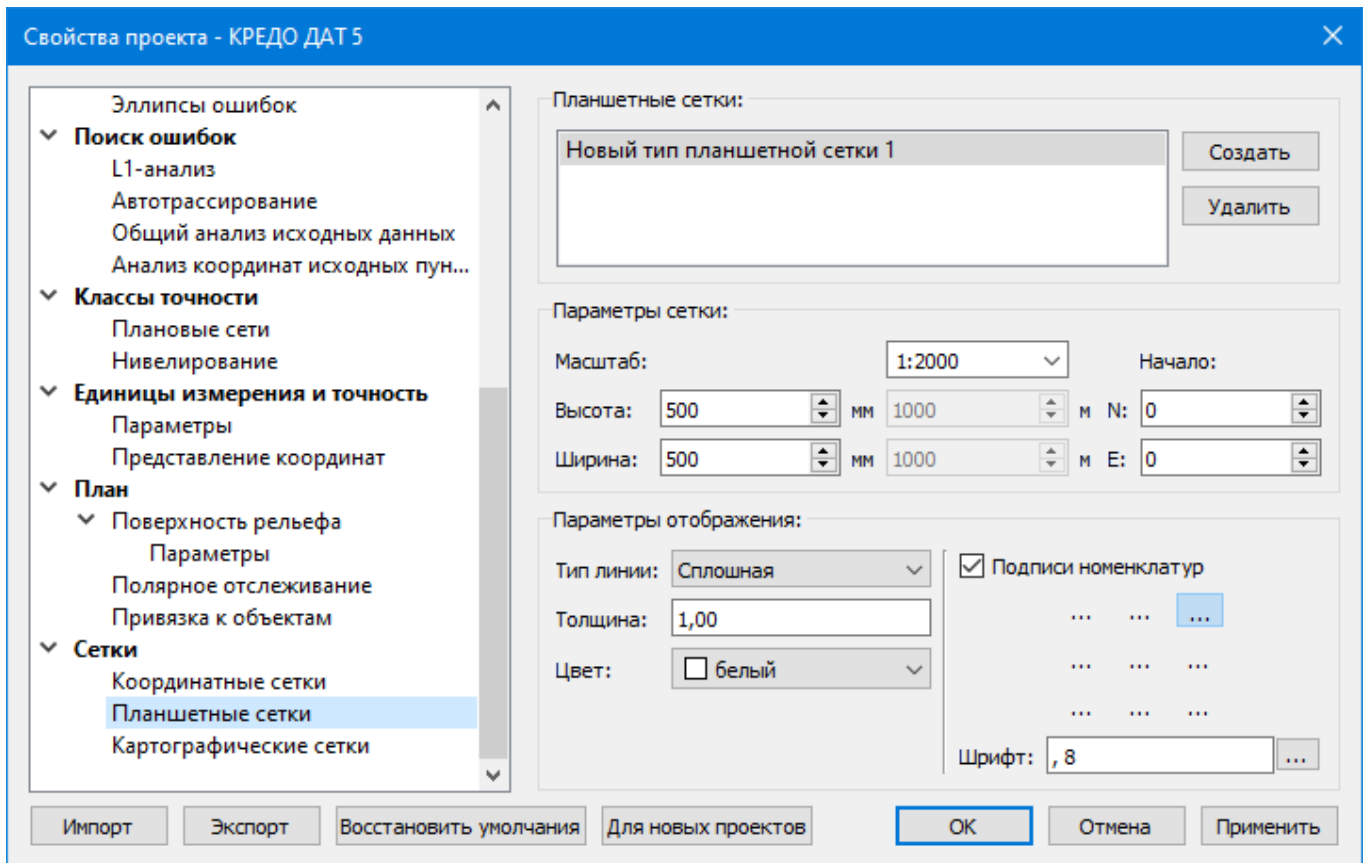 Свойства проекта - КРЕДО ДАТ 5
Эллипсы ошибок
Поиск ошибок
L1-анализ
Автотрассирование
Общий анализ исходных данных
Анализ координат исходных пун...
Классы точности
Плановые сети
Нивелирование
Единицы измерения и точность
Параметры
Представление координат
План
Поверхность рельефа
Параметры
Полярное отслеживание
Привязка к объектам
Сетки
Координатные сетки
Планшетные сетки
Картографические сетки
Планшетные сетки:
Новый тип планшетной сетки 1
Создать
Удалить
Параметры сетки:
Масштаб: 1:2000 Начало:
Высота: 500 мм 1000 м N: 0
Ширина: 500 мм 1000 м E: 0
Параметры отображения:
Тип линии: Сплошная
Толщина: 1,00
Цвет: белый
Подписи номенклатур
... ... ...
... ... ...
... ... ...
Шрифт: , 8 ...
Импорт Экспорт Восстановить умолчания Для новых проектов OK Отмена Применить